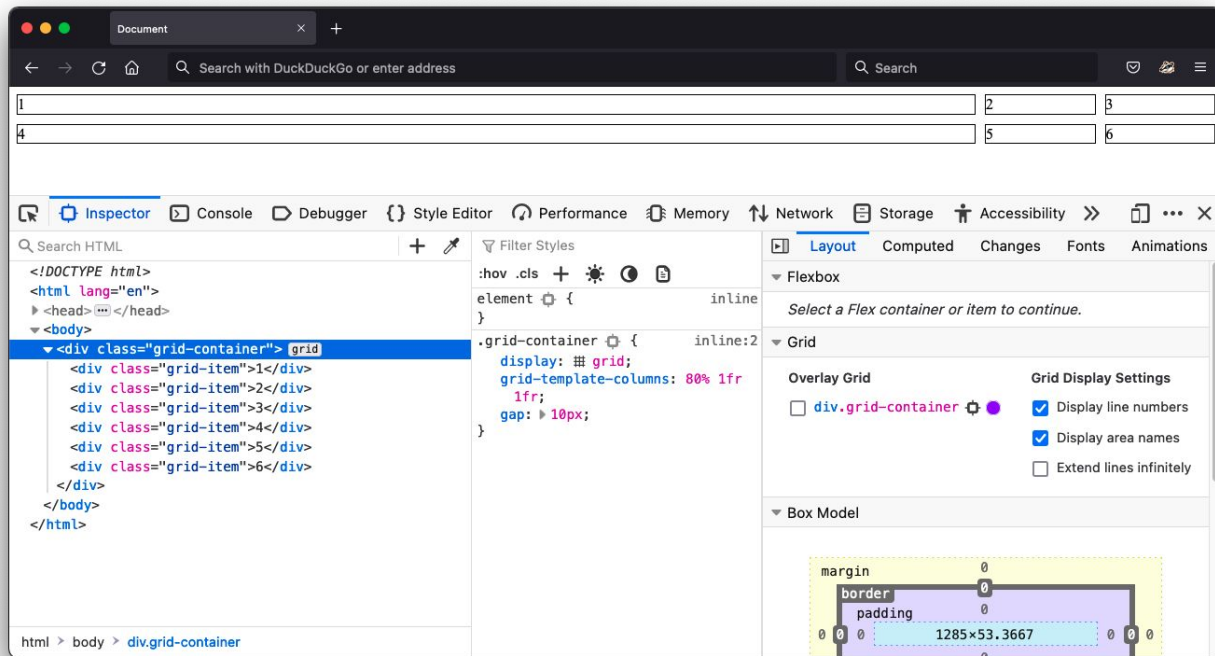 Document
Search with DuckDuckGo or enter address
Search
1 2 3
4 5 6
Inspector Console Debugger Style Editor Performance Memory Network Storage Accessibility
Search HTML
<!DOCTYPE html>
<html lang="en">
<head> ••• </head>
<body>
<div class="grid-container"> grid
<div class="grid-item">1</div>
<div class="grid-item">2</div>
<div class="grid-item">3</div>
<div class="grid-item">4</div>
<div class="grid-item">5</div>
<div class="grid-item">6</div>
</div>
</body>
</html>
html > body > div.grid-container
Filter Styles
:hov .cls
element { inline
}
.grid-container { inline:2
display: grid;
grid-template-columns: 80% 1fr
1fr;
gap: 10px;
}
Layout Computed Changes Fonts Animations
Flexbox
Select a Flex container or item to continue.
Grid
Overlay Grid Grid Display Settings
div.grid-container Display line numbers
Display area names
Extend lines infinitely
Box Model
margin 0
border 0
padding 0
0 0 0 1285×53.3667 0 0 0